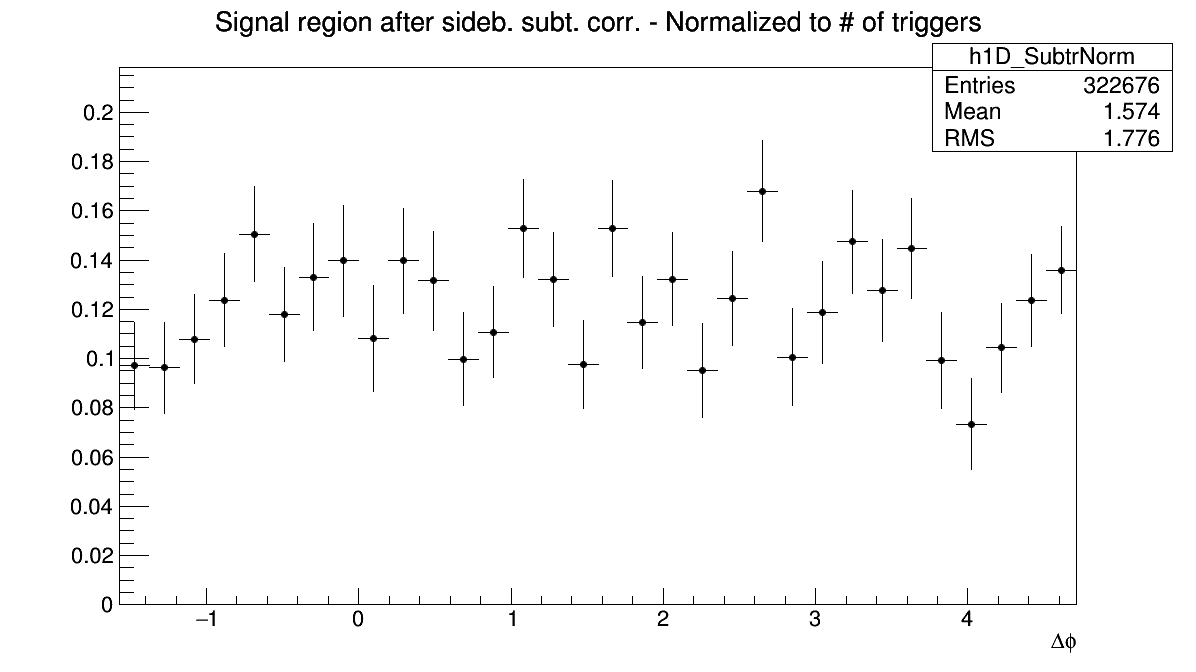 Signal region after sideb. subt. corr. - Normalized to # of triggers
h1D_SubtrNorm
Entries 322676
Mean 1.574
RMS 1.776
0.2
0.18
0.16
0.14
0.12
0.1
0.08
0.06
0.04
0.02
0
−1 0 1 2 3 4
Δϕ